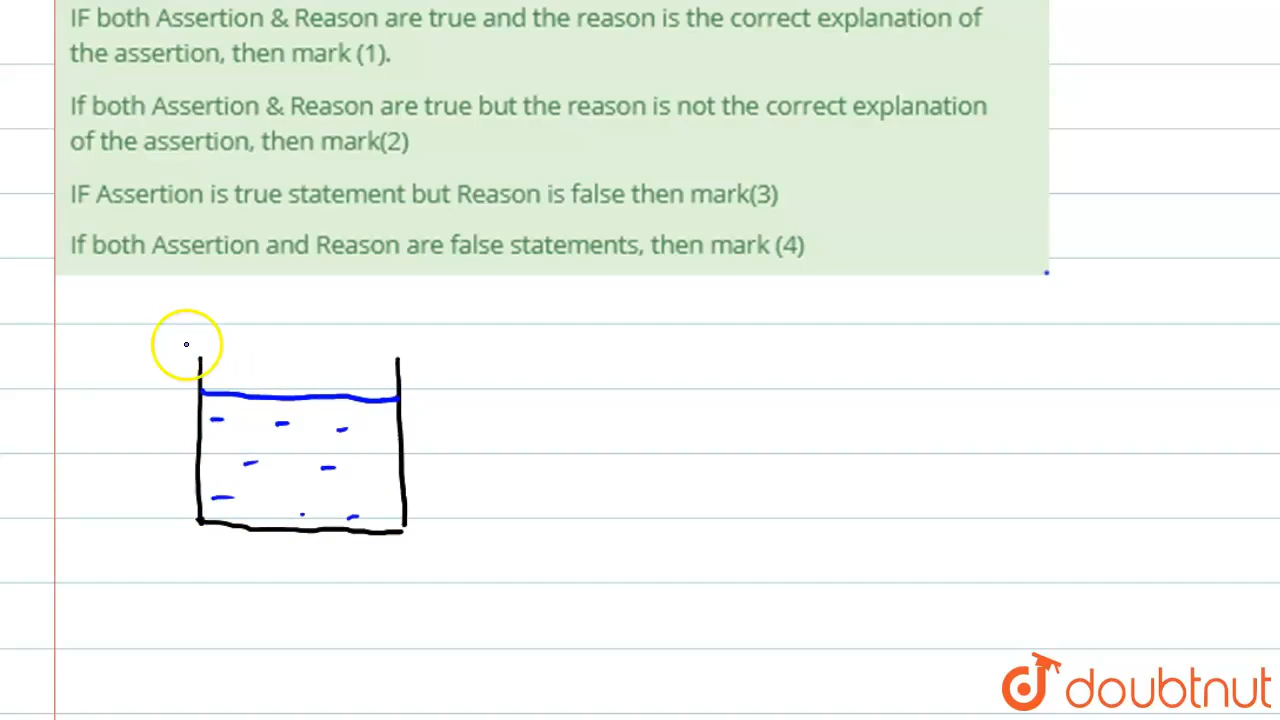 IF both Assertion & Reason are true and the reason is the correct explanation of
the assertion, then mark (1).
If both Assertion & Reason are true but the reason is not the correct explanation
of the assertion, then mark(2)
IF Assertion is true statement but Reason is false then mark(3)
If both Assertion and Reason are false statements, then mark (4)
doubtnut